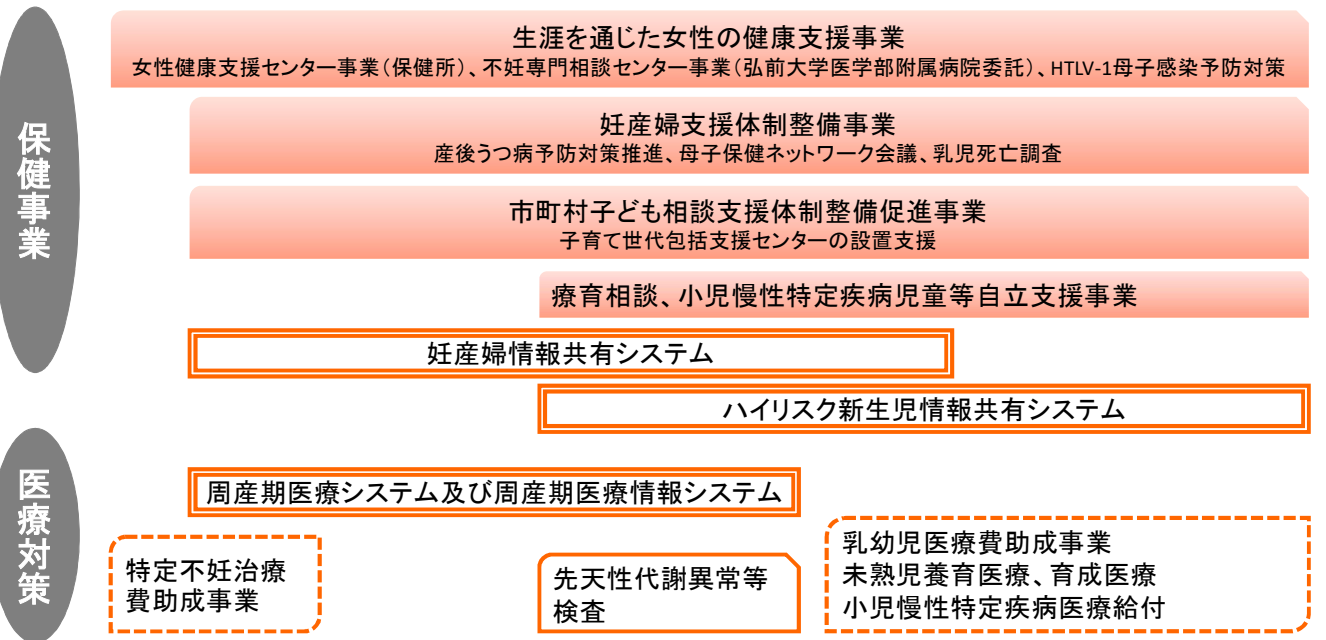 保健事業
生涯を通じた女性の健康支援事業
女性健康支援センター事業（保健所）、不妊専門相談センター事業（弘前大学医学部附属病院委託）、HTLV-1母子感染予防対策
妊産婦支援体制整備事業
産後うつ病予防対策推進、母子保健ネットワーク会議、乳児死亡調査
市町村子ども相談支援体制整備促進事業
子育て世代包括支援センターの設置支援
療育相談、小児慢性特定疾病児童等自立支援事業
妊産婦情報共有システム
ハイリスク新生児情報共有システム
医療対策
周産期医療システム及び周産期医療情報システム
特定不妊治療
費助成事業
先天性代謝異常等
検査
乳幼児医療費助成事業
未熟児養育医療、育成医療
小児慢性特定疾病医療給付